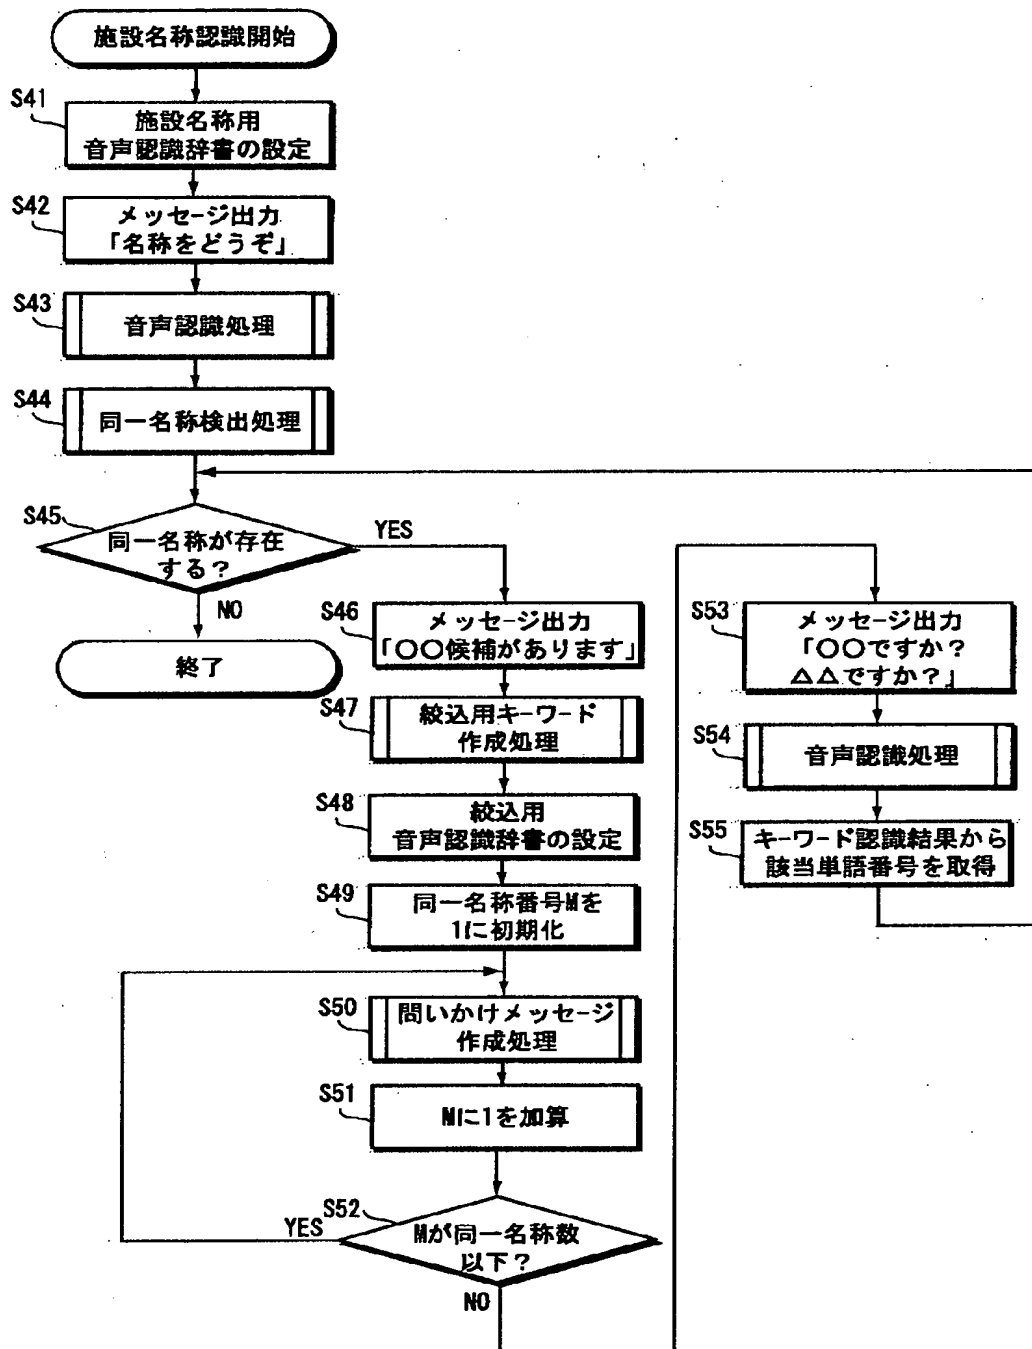 施設名称認識開始
S41
施設名称用
音声認識辞書の設定
S42
メッセージ出力
「名称をどうぞ」
S43
音声認識処理
S44
同一名称検出処理
S45
同一名称が存在
する?
YES
NO
終了
S46
メッセージ出力
「〇〇候補があります」
S47
絞込用キーワード
作成処理
S48
絞込用
音声認識辞書の設定
S49
同一名称番号Mを
1に初期化
S50
問いかけメッセージ
作成処理
S51
Mに1を加算
S52
Mが同一名称数
以下?
YES
NO
S53
メッセージ出力
「〇〇ですか?
△△ですか?」
S54
音声認識処理
S55
キーワード認識結果から
該当単語番号を取得